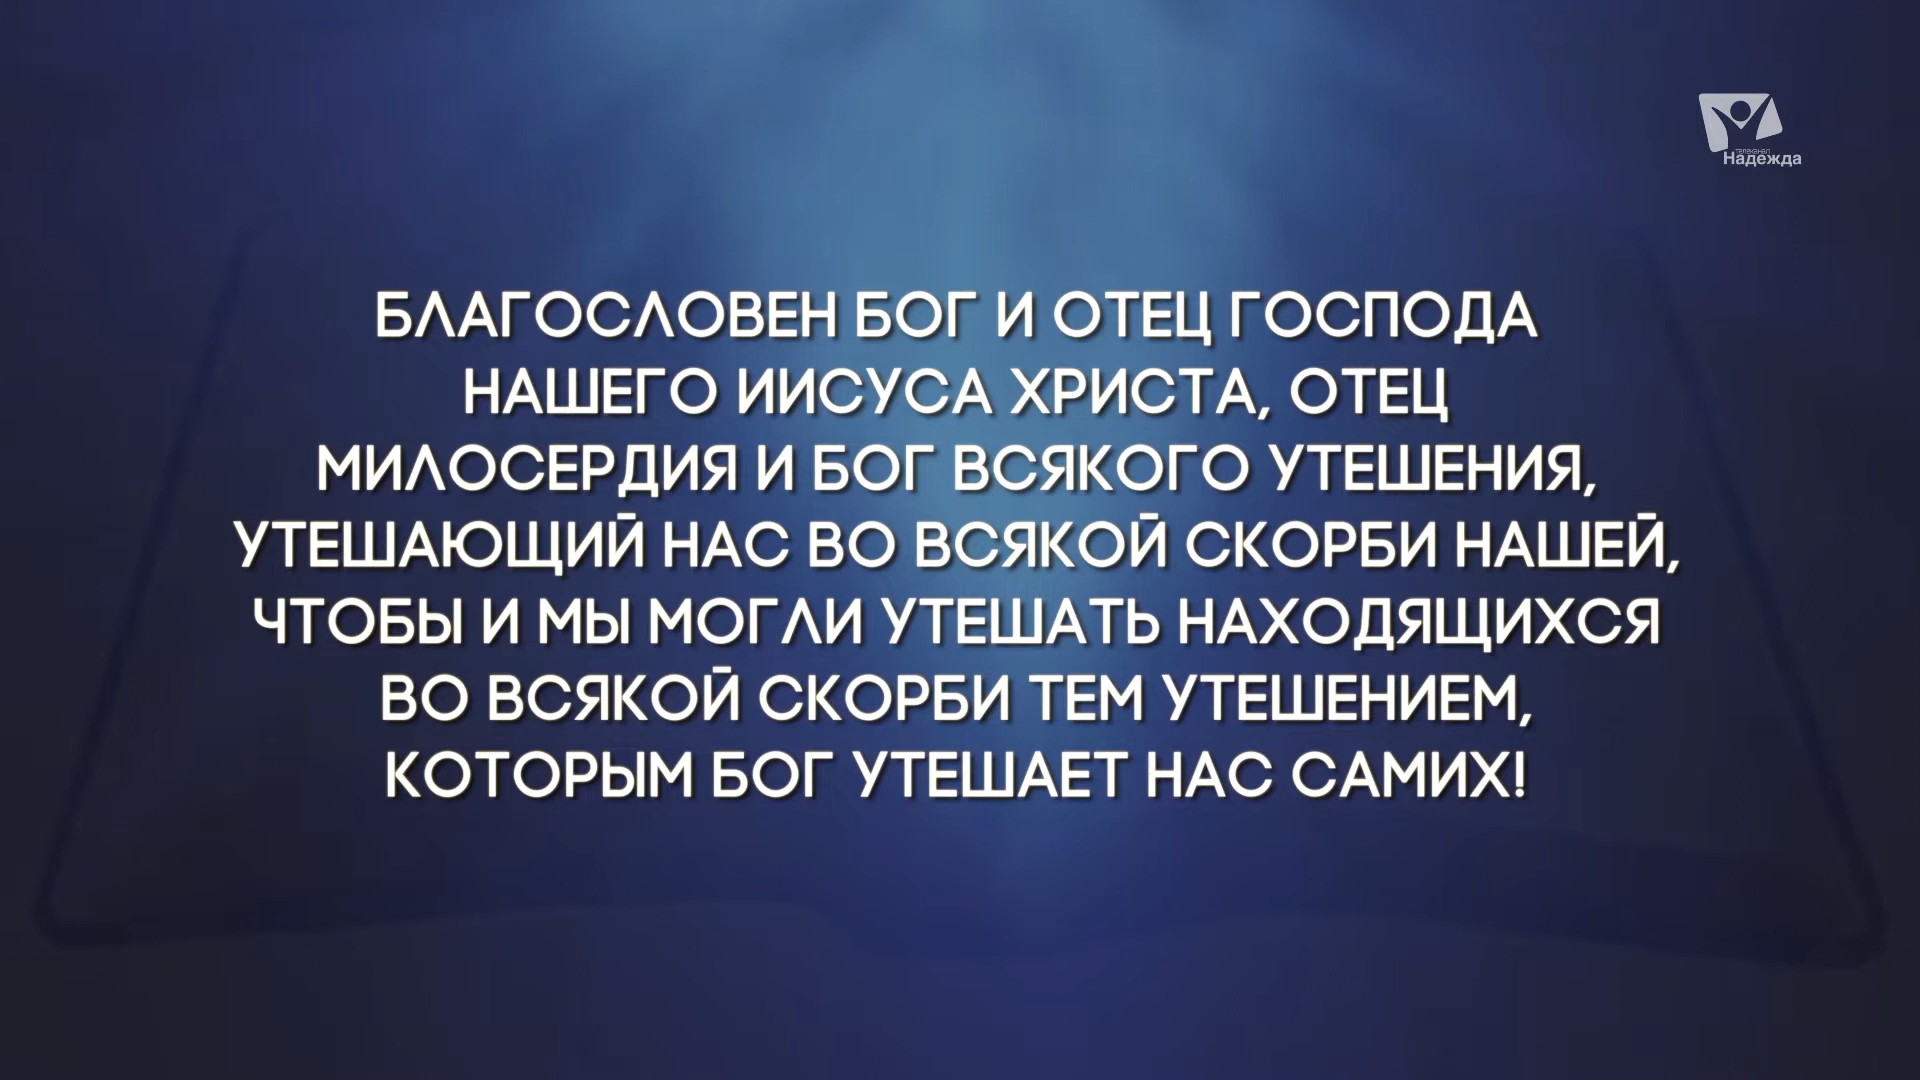 ТЕЛЕКАНАЛ
Надежда
БЛАГОСЛОВЕН БОГ И ОТЕЦ ГОСПОДА
НАШЕГО ИИСУСА ХРИСТА, ОТЕЦ
МИЛОСЕРДИЯ И БОГ ВСЯКОГО УТЕШЕНИЯ,
УТЕШАЮЩИЙ НАС ВО ВСЯКОЙ СКОРБИ НАШЕЙ,
ЧТОБЫ И МЫ МОГЛИ УТЕШАТЬ НАХОДЯЩИХСЯ
ВО ВСЯКОЙ СКОРБИ ТЕМ УТЕШЕНИЕМ,
КОТОРЫМ БОГ УТЕШАЕТ НАС САМИХ!